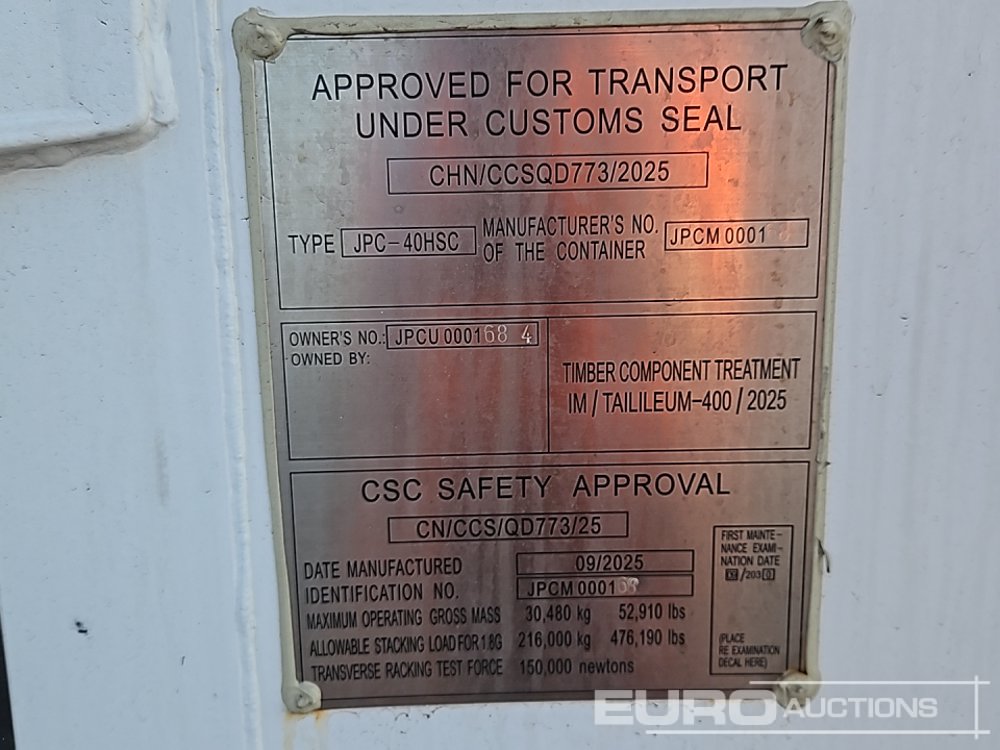 APPROVED FOR TRANSPORT
UNDER CUSTOMS SEAL
CHN/CCSQD773/2025
TYPE JPC-40HSC MANUFACTURER'S NO. OF THE CONTAINER JPCM 0001
OWNER'S NO.: JPCU 000168 4
OWNED BY:
TIMBER COMPONENT TREATMENT
IM / TAILILEUM-400 / 2025
CSC SAFETY APPROVAL
CN/CCS/QD773/25
DATE MANUFACTURED 09/2025
IDENTIFICATION NO. JPCM 000168
MAXIMUM OPERATING GROSS MASS 30,480 kg 52,910 lbs
ALLOWABLE STACKING LOAD FOR 1.8G 216,000 kg 476,190 lbs
TRANSVERSE RACKING TEST FORCE 150,000 newtons
FIRST MAINTE-
NANCE EXAMI-
NATION DATE
/2030
(PLACE
RE EXAMINATION
DECAL HERE)
EURO AUCTIONS